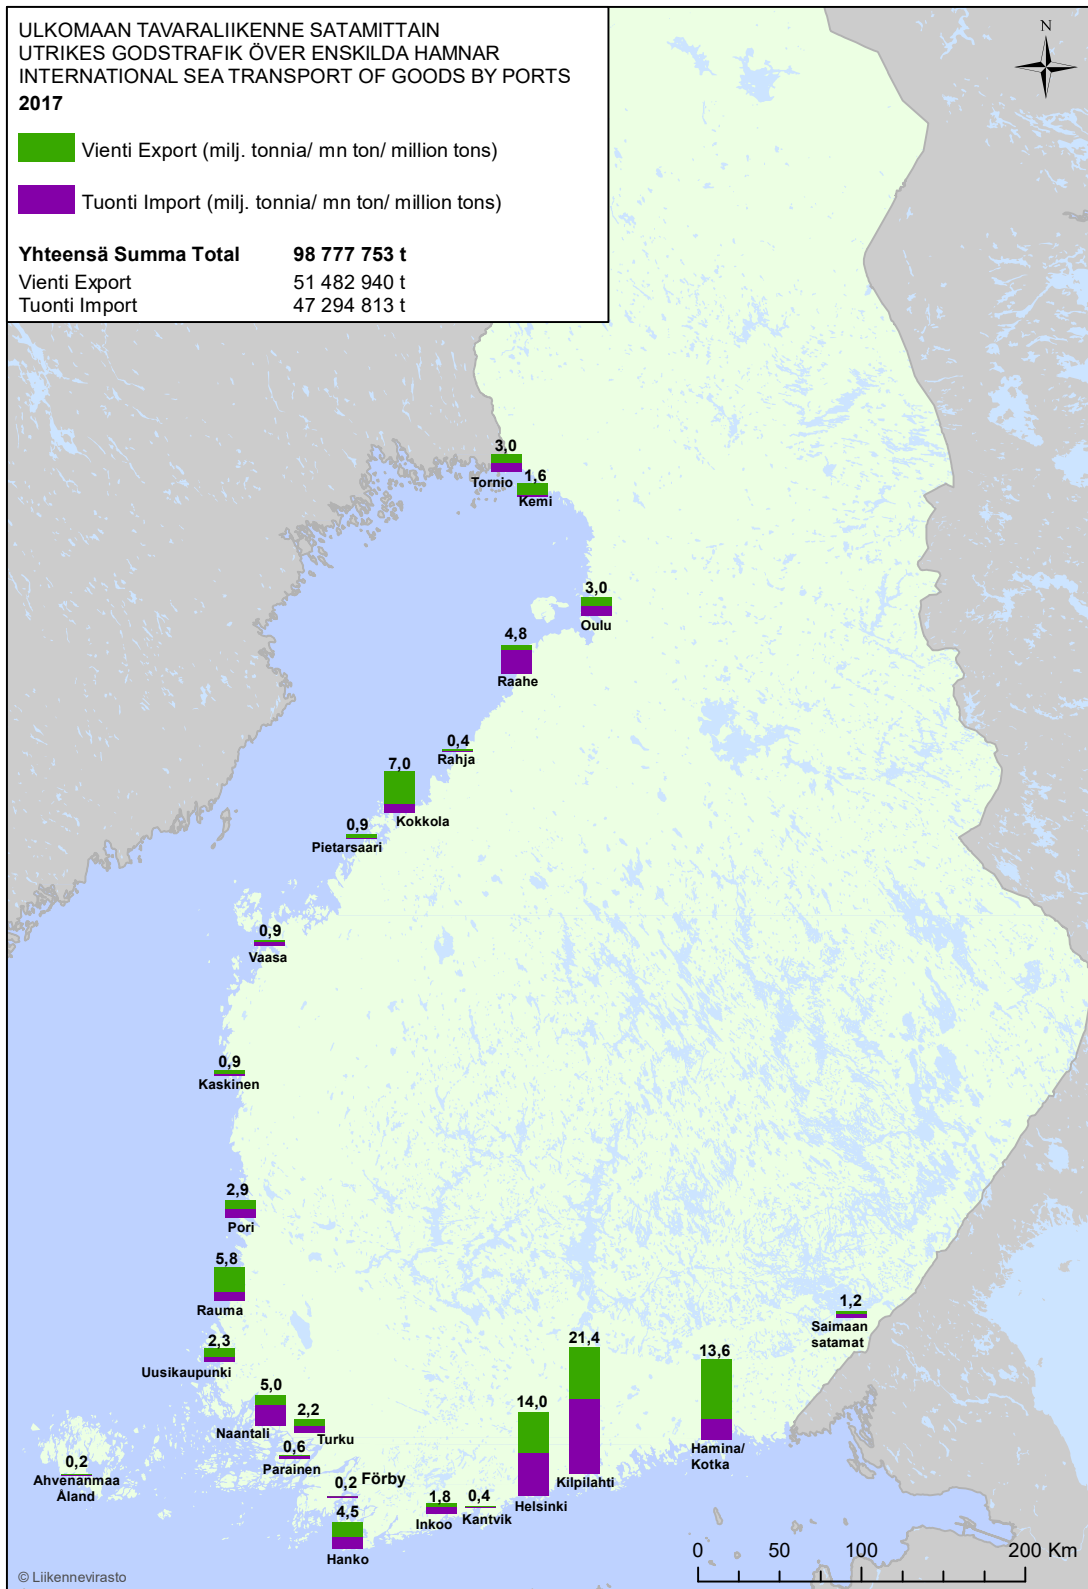 ULKOMAAN TAVARALIIKENNE SATAMITTAIN
UTRIKES GODSTRAFIK ÖVER ENSKILDA HAMNAR
INTERNATIONAL SEA TRANSPORT OF GOODS BY PORTS
2017
Vienti Export (milj. tonnia/ mn ton/ million tons)
Tuonti Import (milj. tonnia/ mn ton/ million tons)
Yhteensä Summa Total 98 777 753 t
Vienti Export 51 482 940 t
Tuonti Import 47 294 813 t
N
3,0
Tornio
1,6
Kemi
3,0
Oulu
4,8
Raahe
0,4
Rahja
7,0
Kokkola
0,9
Pietarsaari
0,9
Vaasa
0,9
Kaskinen
2,9
Pori
5,8
Rauma
1,2
Saimaan
satamat
2,3
Uusikaupunki
21,4
Kilpilahti
13,6
Hamina/
Kotka
5,0
Naantali
2,2
Turku
14,0
Helsinki
0,6
Parainen
0,2
Ahvenanmaa
Åland
0,2 Förby
4,5
Hanko
1,8
Inkoo
0,4
Kantvik
0 50 100 200 Km
© Liikennevirasto